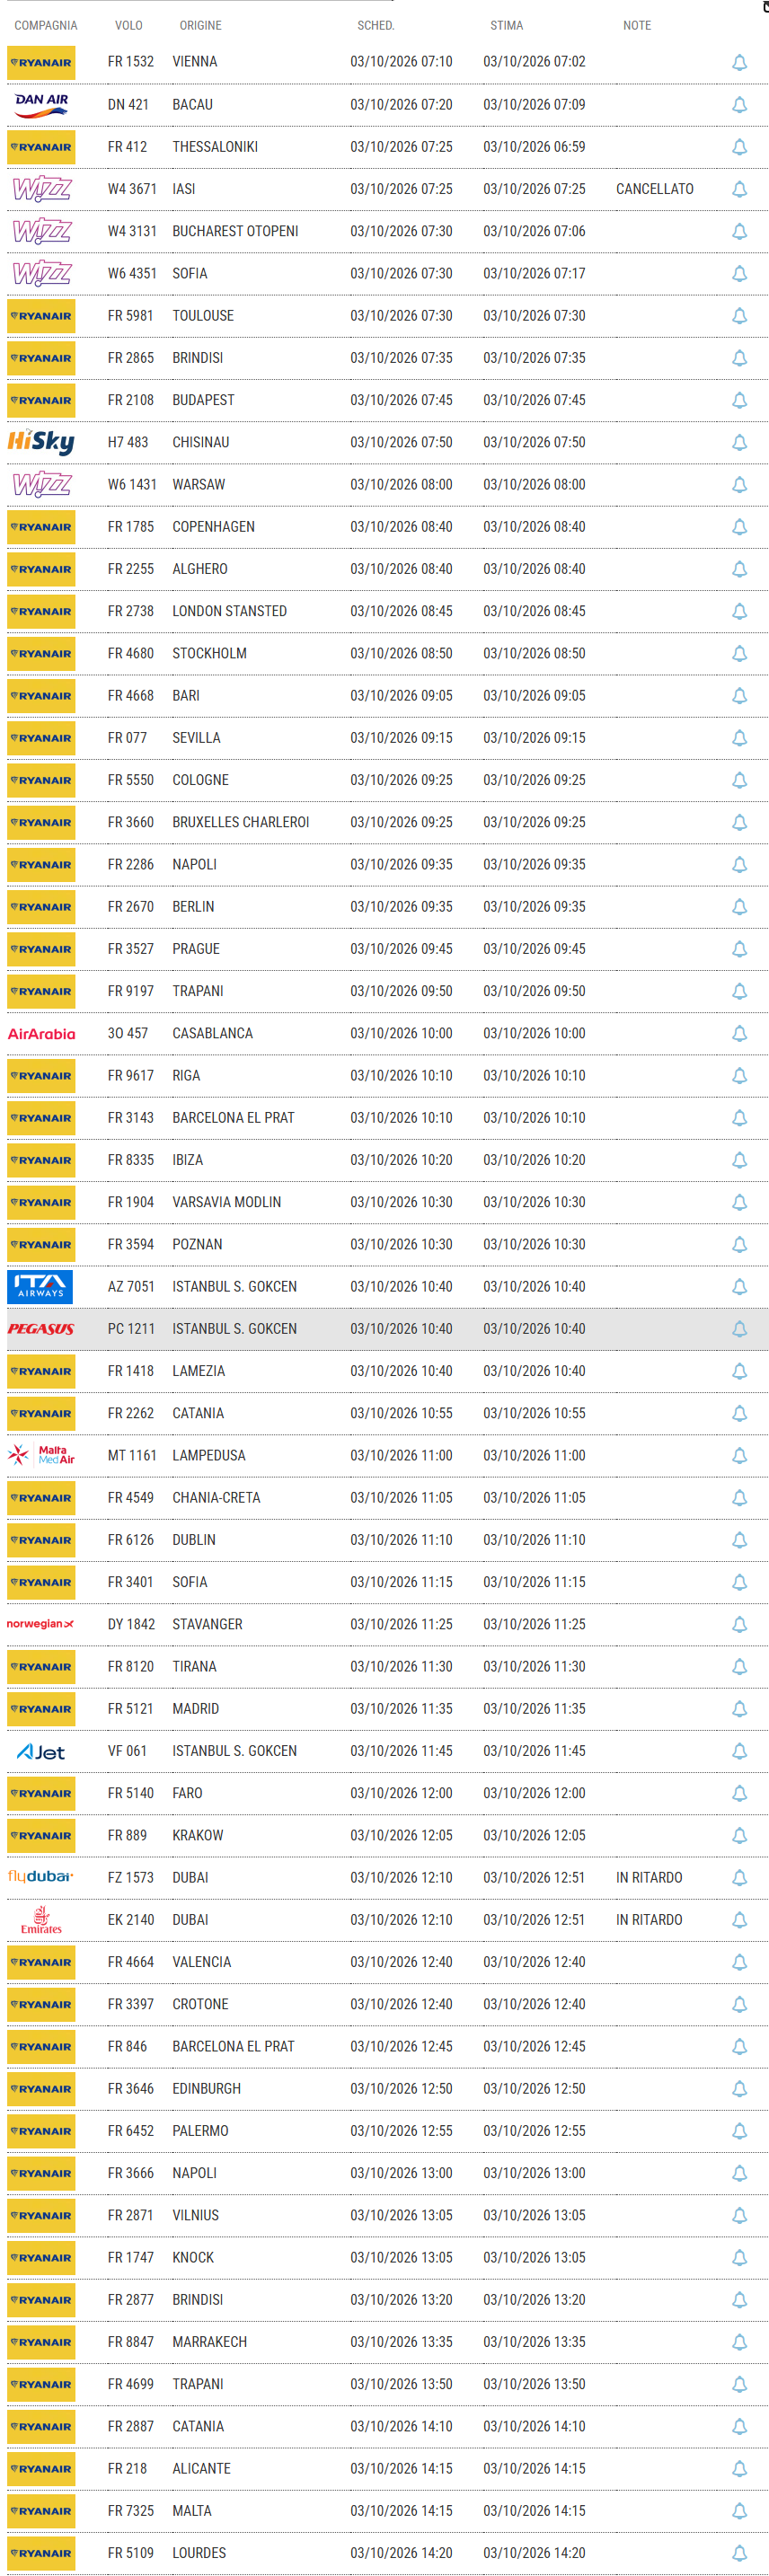 COMPAGNIA VOLO ORIGINE SCHED. STIMA NOTE
RYANAIR FR 1532 VIENNA 03/10/2026 07:10 03/10/2026 07:02
DAN AIR DN 421 BACAU 03/10/2026 07:20 03/10/2026 07:09
RYANAIR FR 412 THESSALONIKI 03/10/2026 07:25 03/10/2026 06:59
WIZZ W4 3671 IASI 03/10/2026 07:25 03/10/2026 07:25 CANCELLATO
WIZZ W4 3131 BUCHAREST OTOPENI 03/10/2026 07:30 03/10/2026 07:06
WIZZ W6 4351 SOFIA 03/10/2026 07:30 03/10/2026 07:17
RYANAIR FR 5981 TOULOUSE 03/10/2026 07:30 03/10/2026 07:30
RYANAIR FR 2865 BRINDISI 03/10/2026 07:35 03/10/2026 07:35
RYANAIR FR 2108 BUDAPEST 03/10/2026 07:45 03/10/2026 07:45
HiSky H7 483 CHISINAU 03/10/2026 07:50 03/10/2026 07:50
WIZZ W6 1431 WARSAW 03/10/2026 08:00 03/10/2026 08:00
RYANAIR FR 1785 COPENHAGEN 03/10/2026 08:40 03/10/2026 08:40
RYANAIR FR 2255 ALGHERO 03/10/2026 08:40 03/10/2026 08:40
RYANAIR FR 2738 LONDON STANSTED 03/10/2026 08:45 03/10/2026 08:45
RYANAIR FR 4680 STOCKHOLM 03/10/2026 08:50 03/10/2026 08:50
RYANAIR FR 4668 BARI 03/10/2026 09:05 03/10/2026 09:05
RYANAIR FR 077 SEVILLA 03/10/2026 09:15 03/10/2026 09:15
RYANAIR FR 5550 COLOGNE 03/10/2026 09:25 03/10/2026 09:25
RYANAIR FR 3660 BRUXELLES CHARLEROI 03/10/2026 09:25 03/10/2026 09:25
RYANAIR FR 2286 NAPOLI 03/10/2026 09:35 03/10/2026 09:35
RYANAIR FR 2670 BERLIN 03/10/2026 09:35 03/10/2026 09:35
RYANAIR FR 3527 PRAGUE 03/10/2026 09:45 03/10/2026 09:45
RYANAIR FR 9197 TRAPANI 03/10/2026 09:50 03/10/2026 09:50
AirArabia 3O 457 CASABLANCA 03/10/2026 10:00 03/10/2026 10:00
RYANAIR FR 9617 RIGA 03/10/2026 10:10 03/10/2026 10:10
RYANAIR FR 3143 BARCELONA EL PRAT 03/10/2026 10:10 03/10/2026 10:10
RYANAIR FR 8335 IBIZA 03/10/2026 10:20 03/10/2026 10:20
RYANAIR FR 1904 VARSAVIA MODLIN 03/10/2026 10:30 03/10/2026 10:30
RYANAIR FR 3594 POZNAN 03/10/2026 10:30 03/10/2026 10:30
ITA AIRWAYS AZ 7051 ISTANBUL S. GOKCEN 03/10/2026 10:40 03/10/2026 10:40
PEGASUS PC 1211 ISTANBUL S. GOKCEN 03/10/2026 10:40 03/10/2026 10:40
RYANAIR FR 1418 LAMEZIA 03/10/2026 10:40 03/10/2026 10:40
RYANAIR FR 2262 CATANIA 03/10/2026 10:55 03/10/2026 10:55
Malta MedAir MT 1161 LAMPEDUSA 03/10/2026 11:00 03/10/2026 11:00
RYANAIR FR 4549 CHANIA-CRETA 03/10/2026 11:05 03/10/2026 11:05
RYANAIR FR 6126 DUBLIN 03/10/2026 11:10 03/10/2026 11:10
RYANAIR FR 3401 SOFIA 03/10/2026 11:15 03/10/2026 11:15
norwegian DY 1842 STAVANGER 03/10/2026 11:25 03/10/2026 11:25
RYANAIR FR 8120 TIRANA 03/10/2026 11:30 03/10/2026 11:30
RYANAIR FR 5121 MADRID 03/10/2026 11:35 03/10/2026 11:35
AJet VF 061 ISTANBUL S. GOKCEN 03/10/2026 11:45 03/10/2026 11:45
RYANAIR FR 5140 FARO 03/10/2026 12:00 03/10/2026 12:00
RYANAIR FR 889 KRAKOW 03/10/2026 12:05 03/10/2026 12:05
flydubai FZ 1573 DUBAI 03/10/2026 12:10 03/10/2026 12:51 IN RITARDO
Emirates EK 2140 DUBAI 03/10/2026 12:10 03/10/2026 12:51 IN RITARDO
RYANAIR FR 4664 VALENCIA 03/10/2026 12:40 03/10/2026 12:40
RYANAIR FR 3397 CROTONE 03/10/2026 12:40 03/10/2026 12:40
RYANAIR FR 846 BARCELONA EL PRAT 03/10/2026 12:45 03/10/2026 12:45
RYANAIR FR 3646 EDINBURGH 03/10/2026 12:50 03/10/2026 12:50
RYANAIR FR 6452 PALERMO 03/10/2026 12:55 03/10/2026 12:55
RYANAIR FR 3666 NAPOLI 03/10/2026 13:00 03/10/2026 13:00
RYANAIR FR 2871 VILNIUS 03/10/2026 13:05 03/10/2026 13:05
RYANAIR FR 1747 KNOCK 03/10/2026 13:05 03/10/2026 13:05
RYANAIR FR 2877 BRINDISI 03/10/2026 13:20 03/10/2026 13:20
RYANAIR FR 8847 MARRAKECH 03/10/2026 13:35 03/10/2026 13:35
RYANAIR FR 4699 TRAPANI 03/10/2026 13:50 03/10/2026 13:50
RYANAIR FR 2887 CATANIA 03/10/2026 14:10 03/10/2026 14:10
RYANAIR FR 218 ALICANTE 03/10/2026 14:15 03/10/2026 14:15
RYANAIR FR 7325 MALTA 03/10/2026 14:15 03/10/2026 14:15
RYANAIR FR 5109 LOURDES 03/10/2026 14:20 03/10/2026 14:20